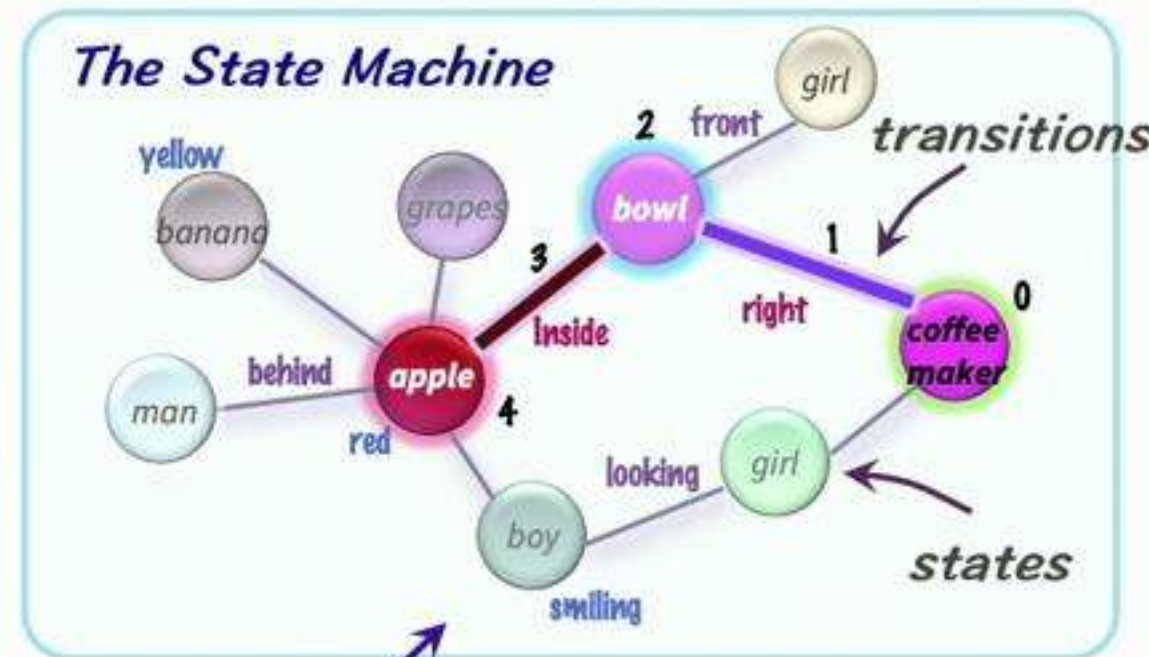 The State Machine
girl
2
front
transitions
yellow
grapes
bowl
banana
3
1
Inside
right
0
coffee
maker
behind
apple
man
4
red
looking
girl
boy
states
smiling